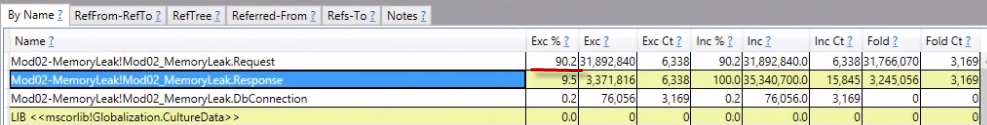 By Name ? RefFrom-RefTo ? RefTree ? Referred-From ? Refs-To ? Notes ?
Name ? Exc % ? Exc ? Exc Ct ? Inc % ? Inc ? Inc Ct ? Fold ? Fold Ct ?
Mod02-MemoryLeak!Mod02_MemoryLeak.Request 90.2 31,892,840 6,338 90.2 31,892,840.0 6,338 31,766,070 3,169
Mod02-MemoryLeak!Mod02_MemoryLeak.Response 9.5 3,371,816 6,338 100.0 35,340,700.0 15,845 3,245,056 3,169
Mod02-MemoryLeak!Mod02_MemoryLeak.DbConnection 0.2 76,056 3,169 0.2 76,056.0 3,169 0 0
LIB <<mscorlib!Globalization.CultureData>> 0.0 0 0 0.0 0.0 0 0 0